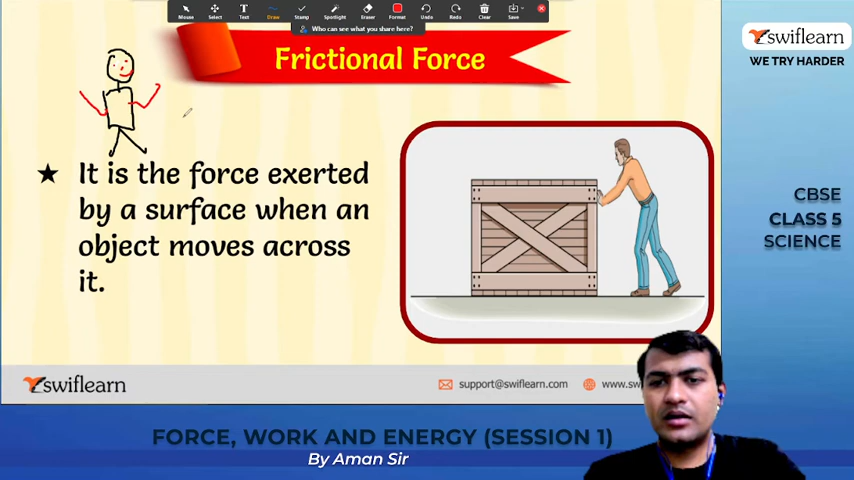 Mouse Select Text Draw Stamp Spotlight Eraser Format Undo Redo Clear Save
Who can see what you share here?
Frictional Force
swiflearn
WE TRY HARDER
★ It is the force exerted
by a surface when an
object moves across
it.
CBSE
CLASS 5
SCIENCE
swiflearn
support@swiflearn.com
www.sw
FORCE, WORK AND ENERGY (SESSION 1)
By Aman Sir